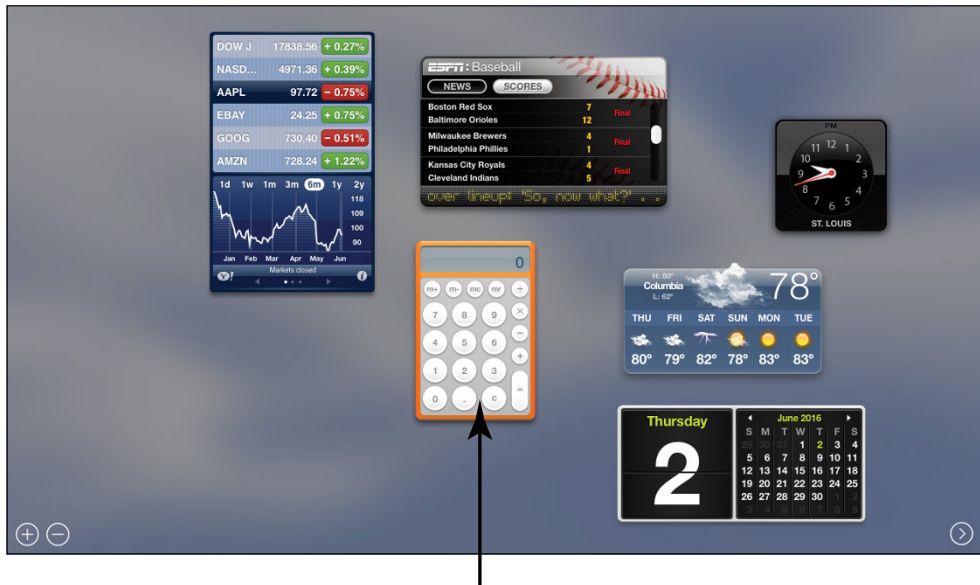 DOW J 17838.56 + 0.27%
NASD... 4971.36 + 0.39%
AAPL 97.72 − 0.75%
EBAY 24.25 + 0.75%
GOOG 730.40 − 0.51%
AMZN 728.24 + 1.22%
1d 1w 1m 3m 6m 1y 2y
118
109
100
90
Jan Feb Mar Apr May Jun
Markets closed
Y! i
ESPN: Baseball
NEWS SCORES
Boston Red Sox 7
Final
Baltimore Orioles 12
Milwaukee Brewers 4
Final
Philadelphia Phillies 1
Kansas City Royals 4
Final
Cleveland Indians 5
over lineup: 'So, now what?' . .
PM
12
11 1
10 2
9 3
8 4
7 5
6
ST. LOUIS
0
m+ m- mc mr ÷
7 8 9 ×
4 5 6 −
+
1 2 3
=
0 . c
H: 80°
Columbia
L: 62°
78°
THU FRI SAT SUN MON TUE
80° 79° 82° 78° 83° 83°
Thursday
2
June 2016
S M T W T F S
29 30 31 1 2 3 4
5 6 7 8 9 10 11
12 13 14 15 16 17 18
19 20 21 22 23 24 25
26 27 28 29 30 1 2
3 4 5 6 7 8 9